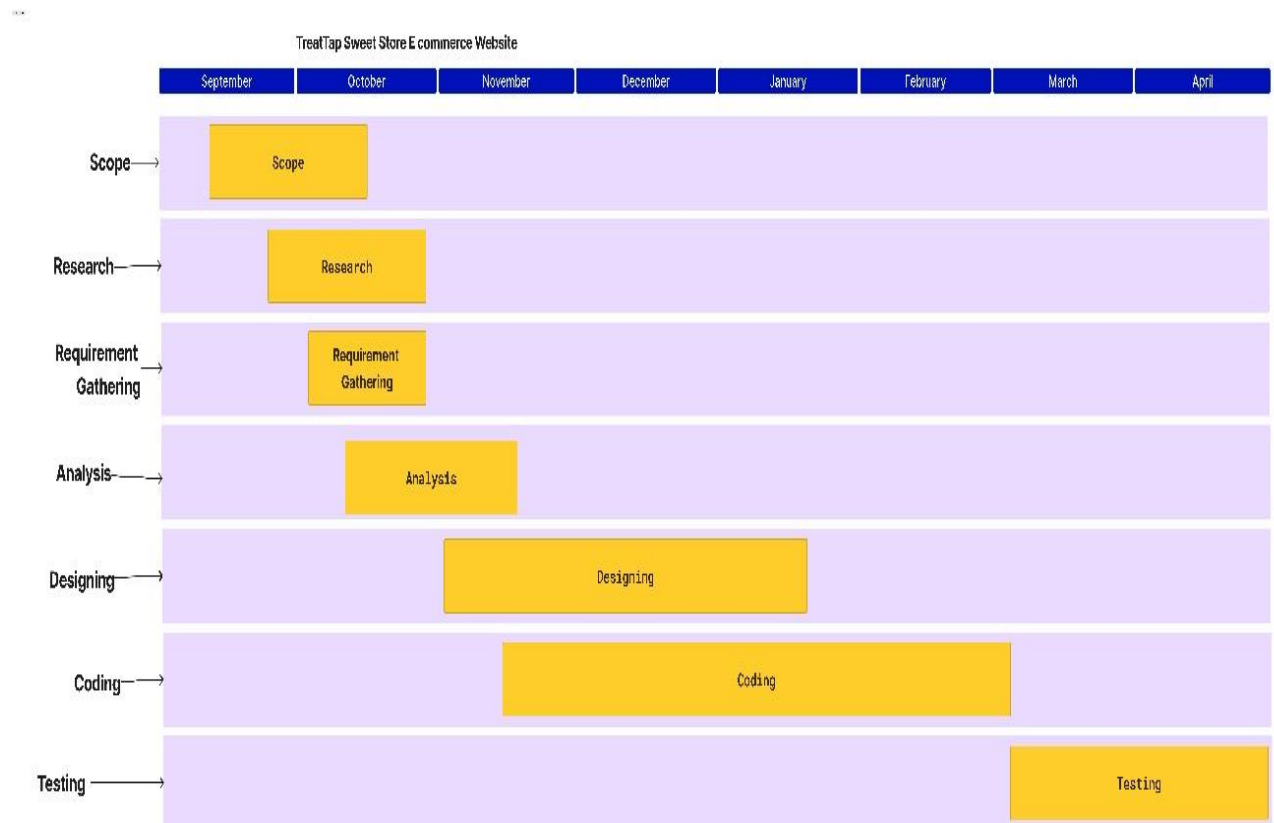 TreatTap Sweet Store E commerce Website
September October November December January February March April
Scope
Scope
Research
Research
Requirement
Gathering
Requirement
Gathering
Analysis
Analysis
Designing
Designing
Coding
Coding
Testing
Testing